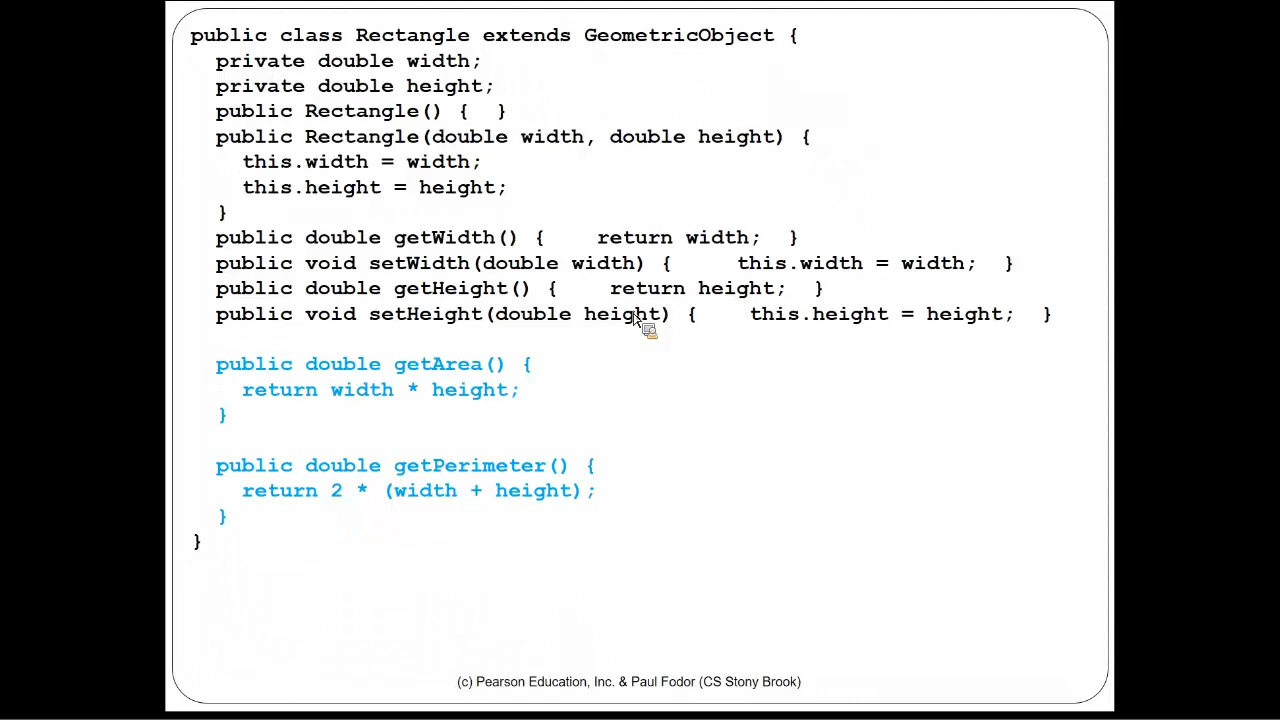 public class Rectangle extends GeometricObject {
private double width;
private double height;
public Rectangle() {  }
public Rectangle(double width, double height) {
this.width = width;
this.height = height;
}
public double getWidth() {    return width;  }
public void setWidth(double width) {     this.width = width;  }
public double getHeight() {    return height;  }
public void setHeight(double height) {    this.height = height;  }
public double getArea() {
return width * height;
}
public double getPerimeter() {
return 2 * (width + height);
}
}
(c) Pearson Education, Inc. & Paul Fodor (CS Stony Brook)